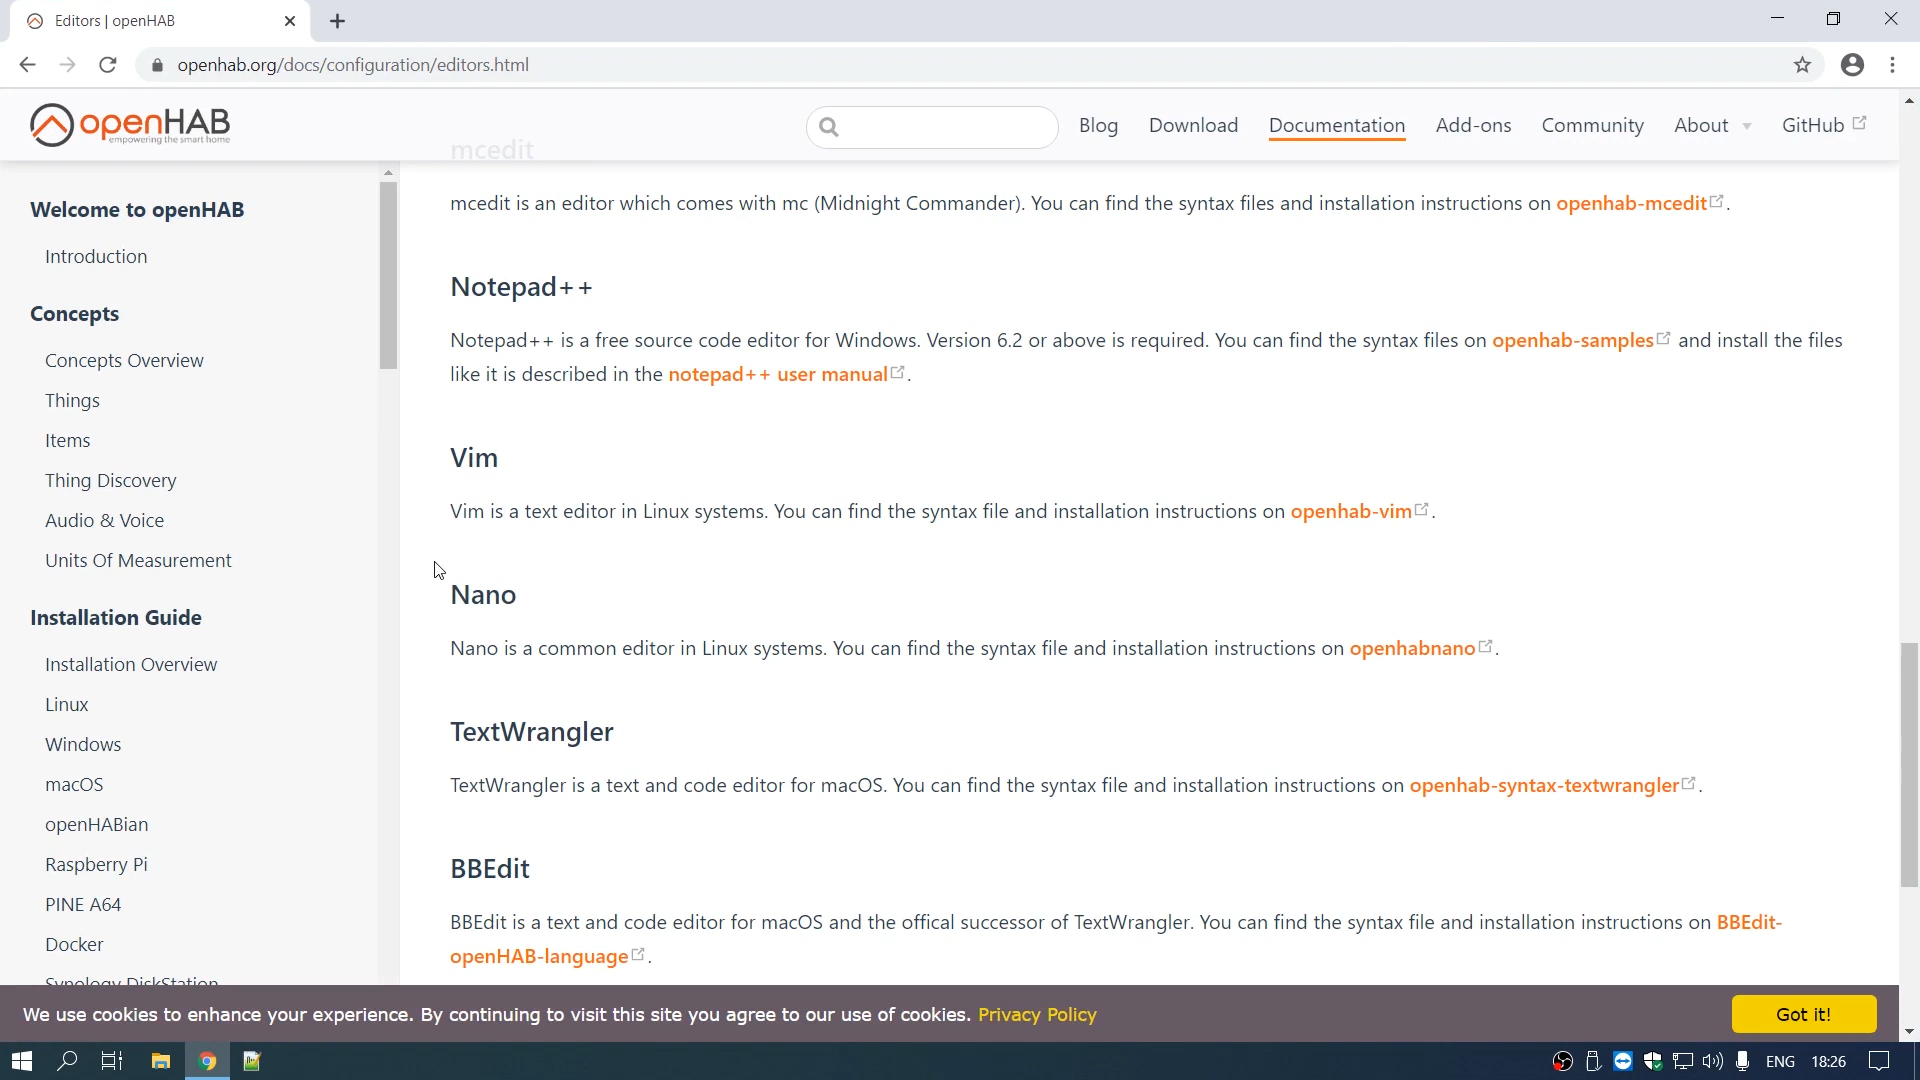 Editors | openHAB
openhab.org/docs/configuration/editors.html
openHAB
empowering the smart home
Blog
Download
Documentation
Add-ons
Community
About
GitHub
Welcome to openHAB
Introduction
Concepts
Concepts Overview
Things
Items
Thing Discovery
Audio & Voice
Units Of Measurement
Installation Guide
Installation Overview
Linux
Windows
macOS
openHABian
Raspberry Pi
PINE A64
Docker
Synology DiskStation
mcedit
mcedit is an editor which comes with mc (Midnight Commander). You can find the syntax files and installation instructions on openhab-mcedit.
Notepad++
Notepad++ is a free source code editor for Windows. Version 6.2 or above is required. You can find the syntax files on openhab-samples and install the files
like it is described in the notepad++ user manual.
Vim
Vim is a text editor in Linux systems. You can find the syntax file and installation instructions on openhab-vim.
Nano
Nano is a common editor in Linux systems. You can find the syntax file and installation instructions on openhabnano.
TextWrangler
TextWrangler is a text and code editor for macOS. You can find the syntax file and installation instructions on openhab-syntax-textwrangler.
BBEdit
BBEdit is a text and code editor for macOS and the offical successor of TextWrangler. You can find the syntax file and installation instructions on BBEdit-
openHAB-language.
We use cookies to enhance your experience. By continuing to visit this site you agree to our use of cookies. Privacy Policy
Got it!
ENG
18:26